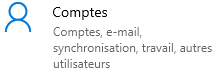 Comptes
Comptes, e-mail,
synchronisation, travail, autres
utilisateurs